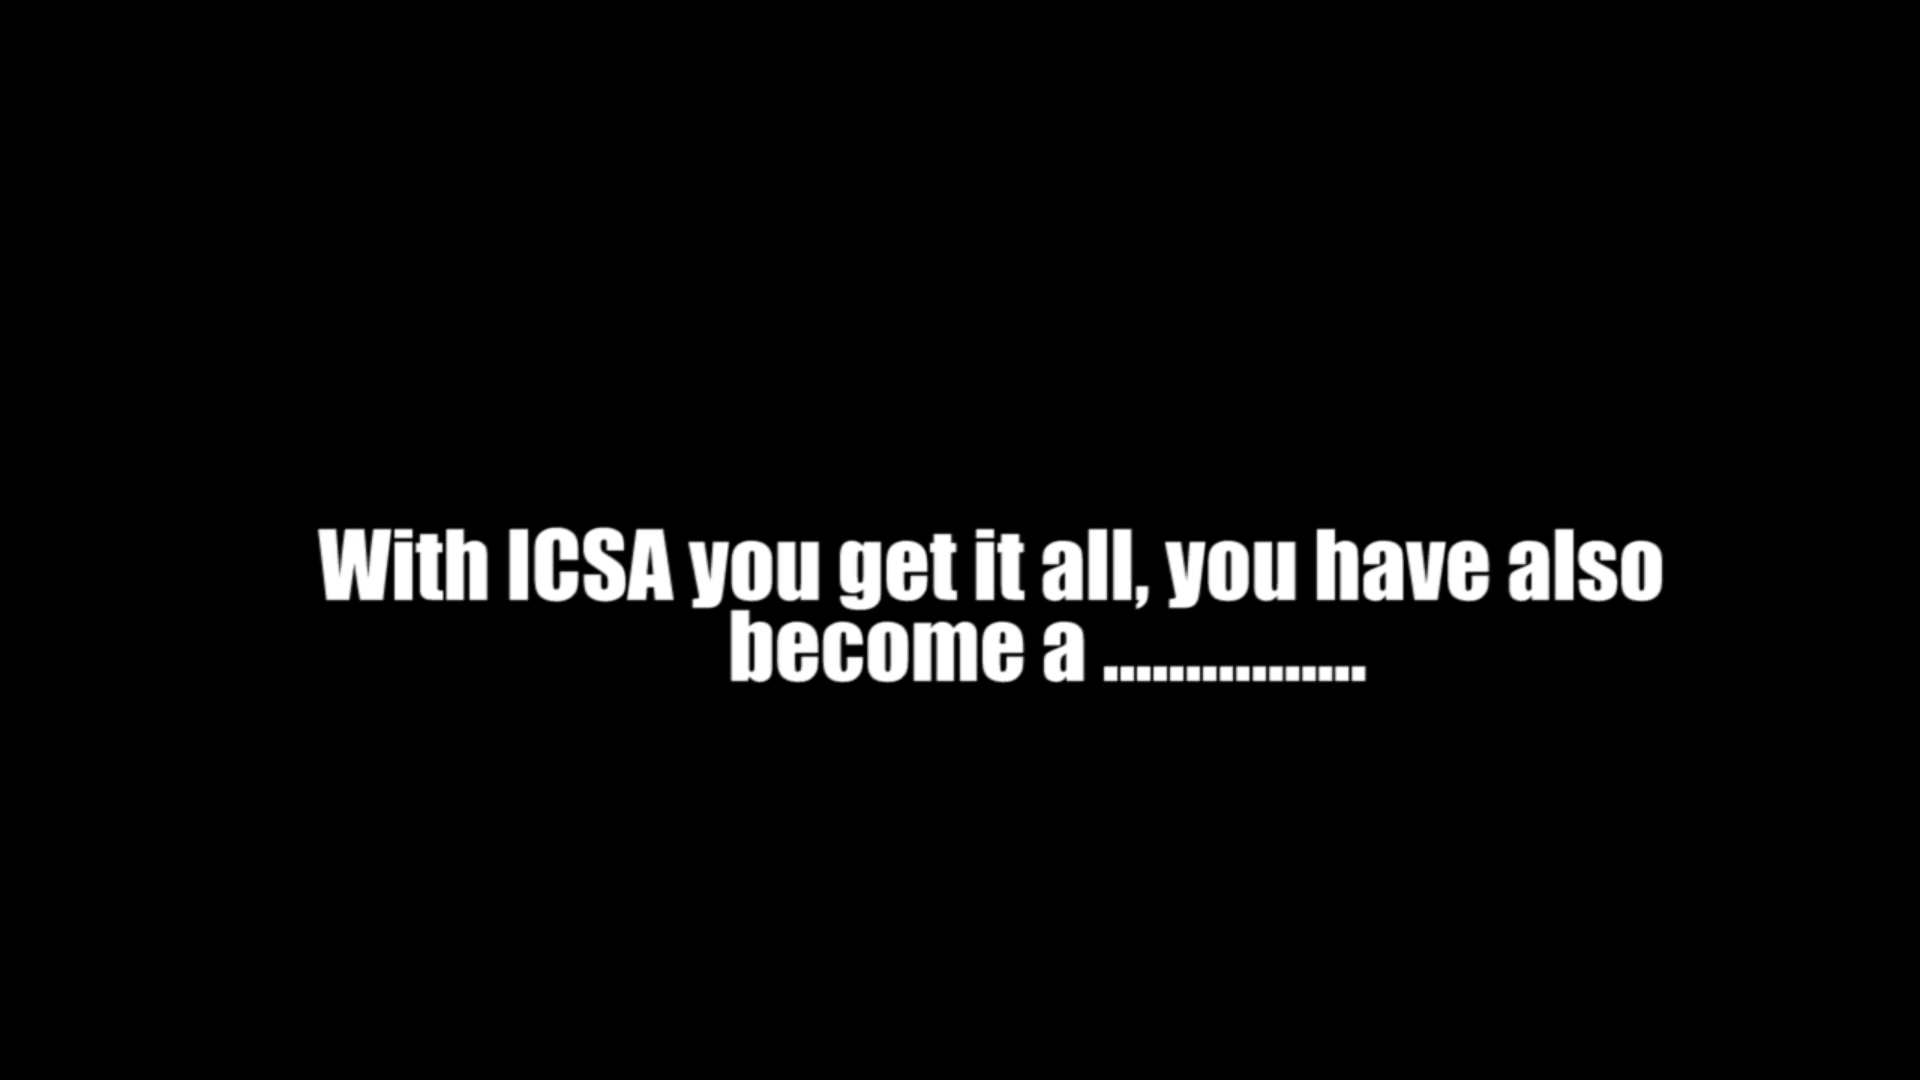 With ICSA you get it all, you have also
become a ................